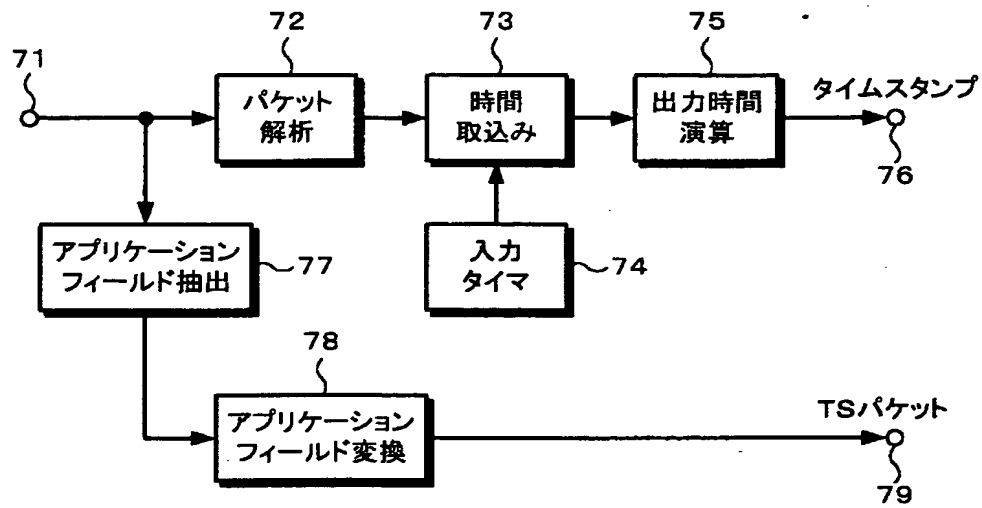 71
72
パケット
解析
73
時間
取込み
75
出力時間
演算
タイムスタンプ
76
アプリケーション
フィールド抽出
77
入力
タイマ
74
78
アプリケーション
フィールド変換
TSパケット
79